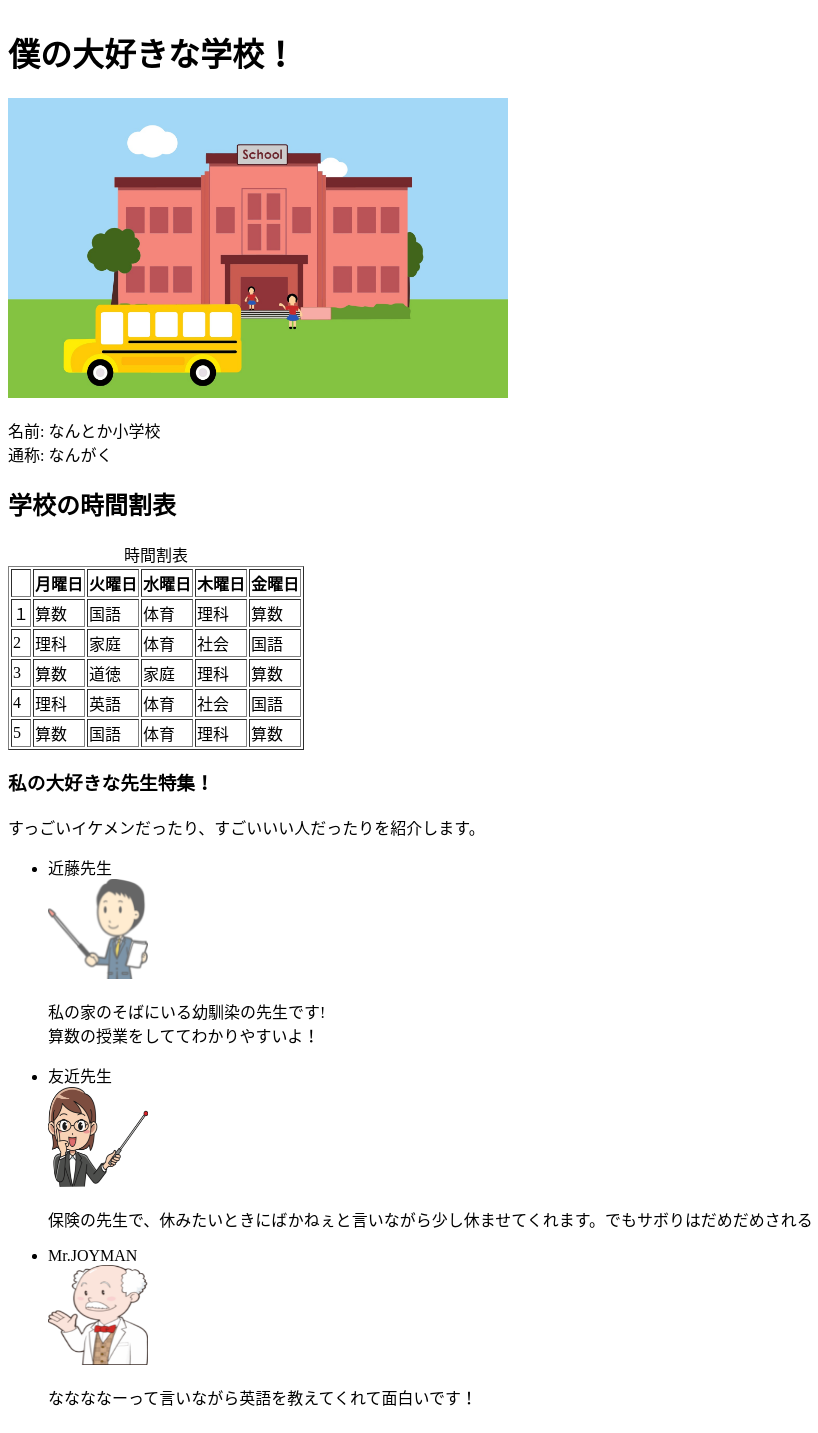 僕の大好きな学校！
School
名前: なんとか小学校
通称: なんがく
学校の時間割表
時間割表
月曜日 火曜日 水曜日 木曜日 金曜日
１ 算数 国語 体育 理科 算数
2 理科 家庭 体育 社会 国語
3 算数 道徳 家庭 理科 算数
4 理科 英語 体育 社会 国語
5 算数 国語 体育 理科 算数
私の大好きな先生特集！
すっごいイケメンだったり、すごいいい人だったりを紹介します。
近藤先生
私の家のそばにいる幼馴染の先生です!
算数の授業をしててわかりやすいよ！
友近先生
保険の先生で、休みたいときにばかねぇと言いながら少し休ませてくれます。でもサボりはだめだめされる
Mr.JOYMAN
ななななーって言いながら英語を教えてくれて面白いです！